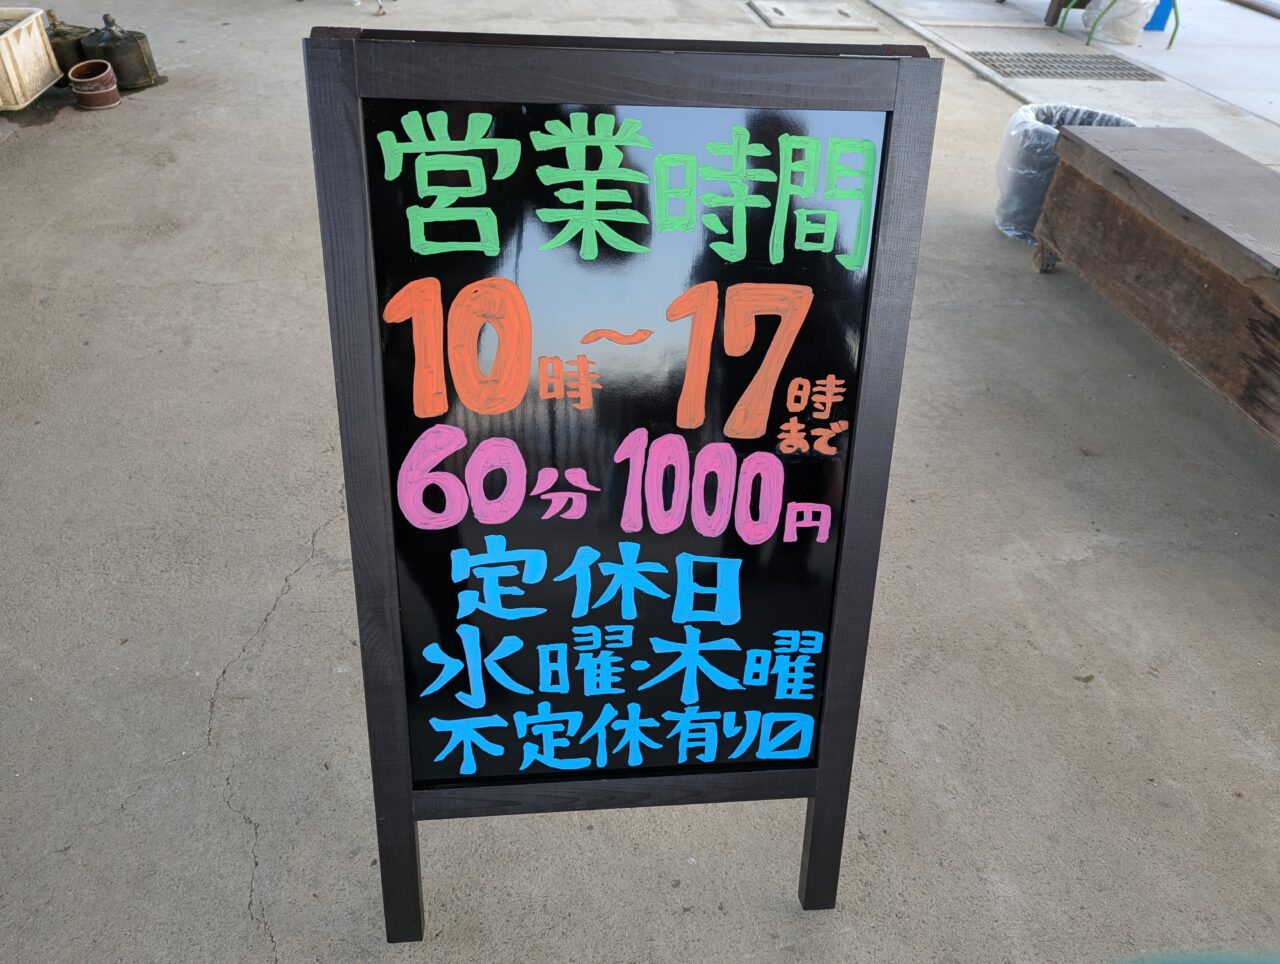 営業時間
10時〜17時まで
60分1000円
定休日
水曜・木曜
不定休有り〼